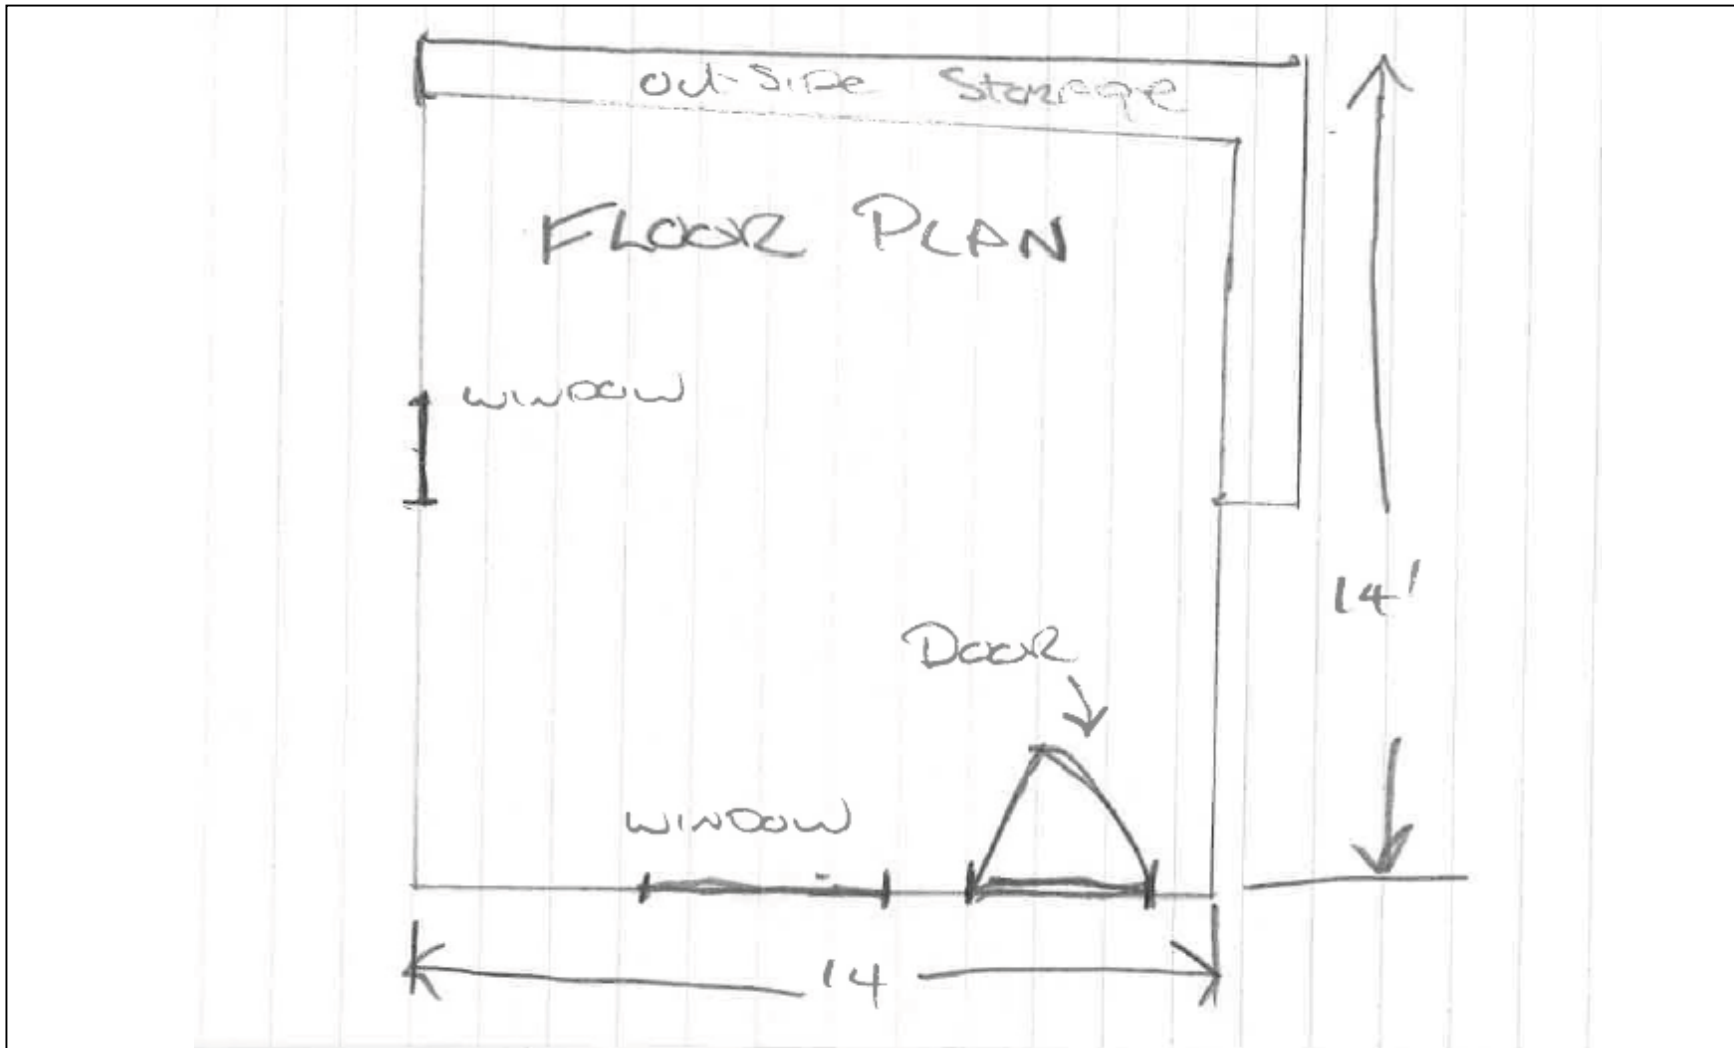 Out Side Storage
FLOOR PLAN
WINDOW
14'
DOOR
WINDOW
14